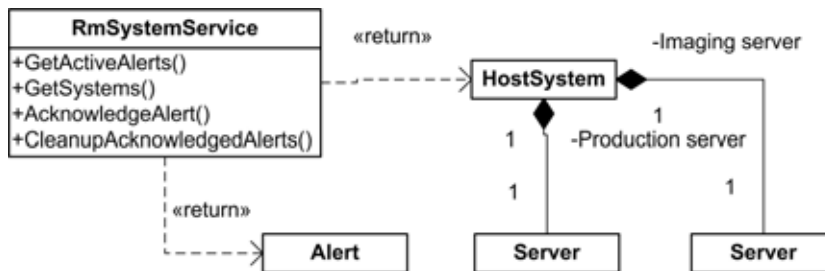 RmSystemService
+GetActiveAlerts()
+GetSystems()
+AcknowledgeAlert()
+CleanupAcknowledgedAlerts()
«return»
HostSystem
-Imaging server
1
1
-Production server
1
1
«return»
Alert
Server
Server